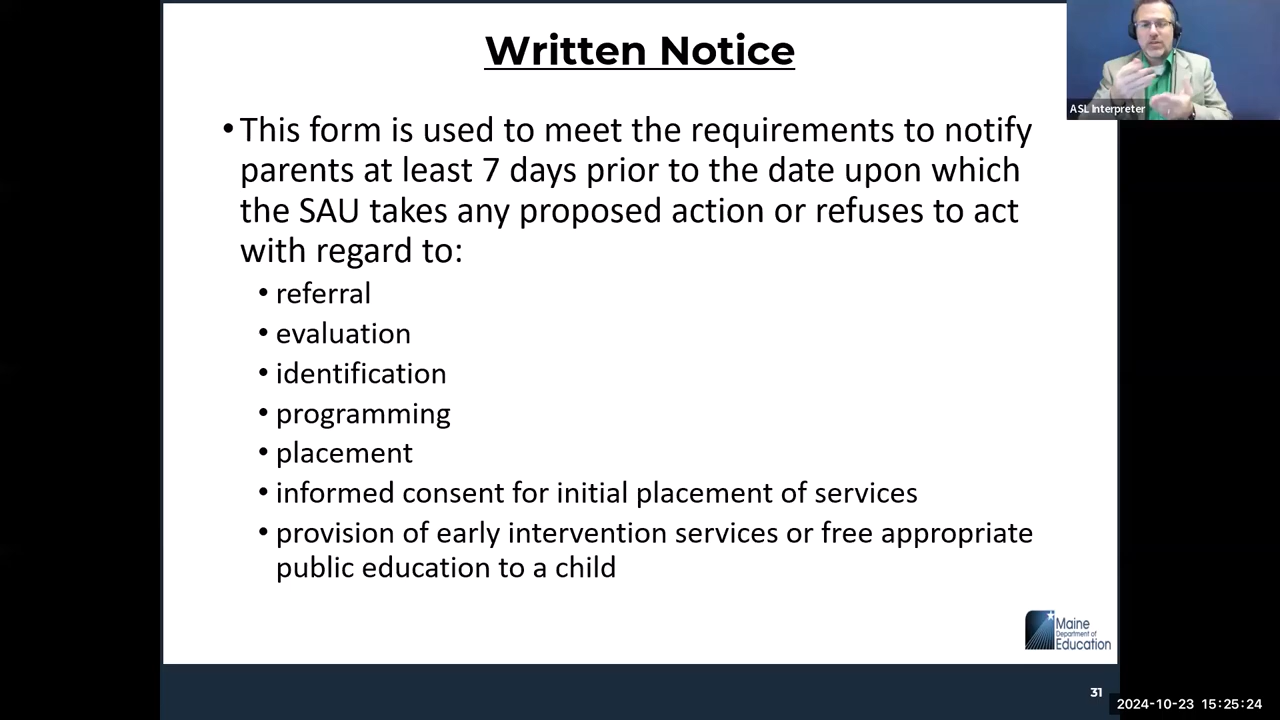 Written Notice
ASL Interpreter
• This form is used to meet the requirements to notify
parents at least 7 days prior to the date upon which
the SAU takes any proposed action or refuses to act
with regard to:
• referral
• evaluation
• identification
• programming
• placement
• informed consent for initial placement of services
• provision of early intervention services or free appropriate
public education to a child
Maine
Department of
Education
31
2024-10-23 15:25:24